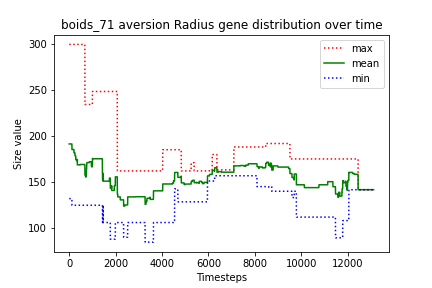 boids_71 aversion Radius gene distribution over time
max
mean
min
300
250
200
150
100
Size value
0
2000
4000
6000
8000
10000
12000
Timesteps